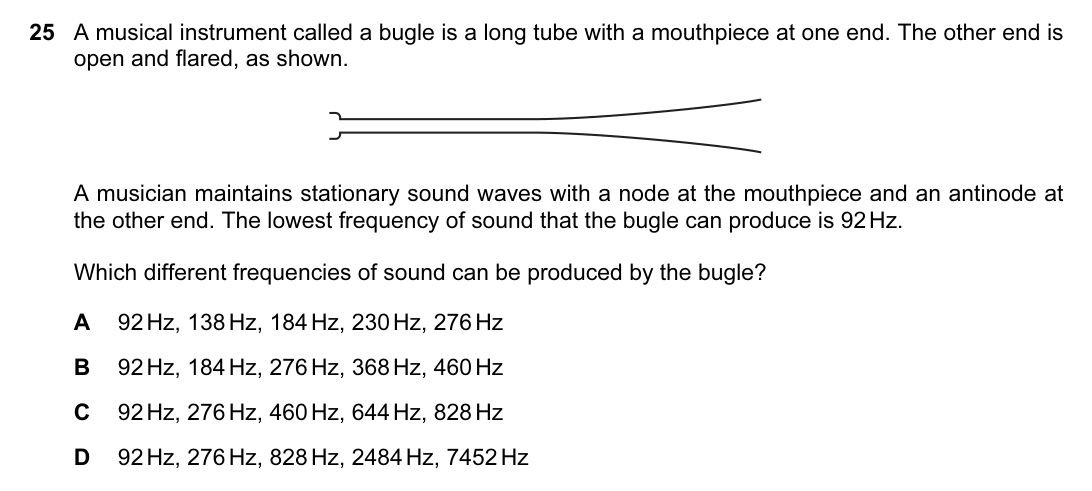 25 A musical instrument called a bugle is a long tube with a mouthpiece at one end. The other end is
open and flared, as shown.
A musician maintains stationary sound waves with a node at the mouthpiece and an antinode at
the other end. The lowest frequency of sound that the bugle can produce is 92 Hz.
Which different frequencies of sound can be produced by the bugle?
A 92 Hz, 138 Hz, 184 Hz, 230 Hz, 276 Hz
B 92 Hz, 184 Hz, 276 Hz, 368 Hz, 460 Hz
C 92 Hz, 276 Hz, 460 Hz, 644 Hz, 828 Hz
D 92 Hz, 276 Hz, 828 Hz, 2484 Hz, 7452 Hz